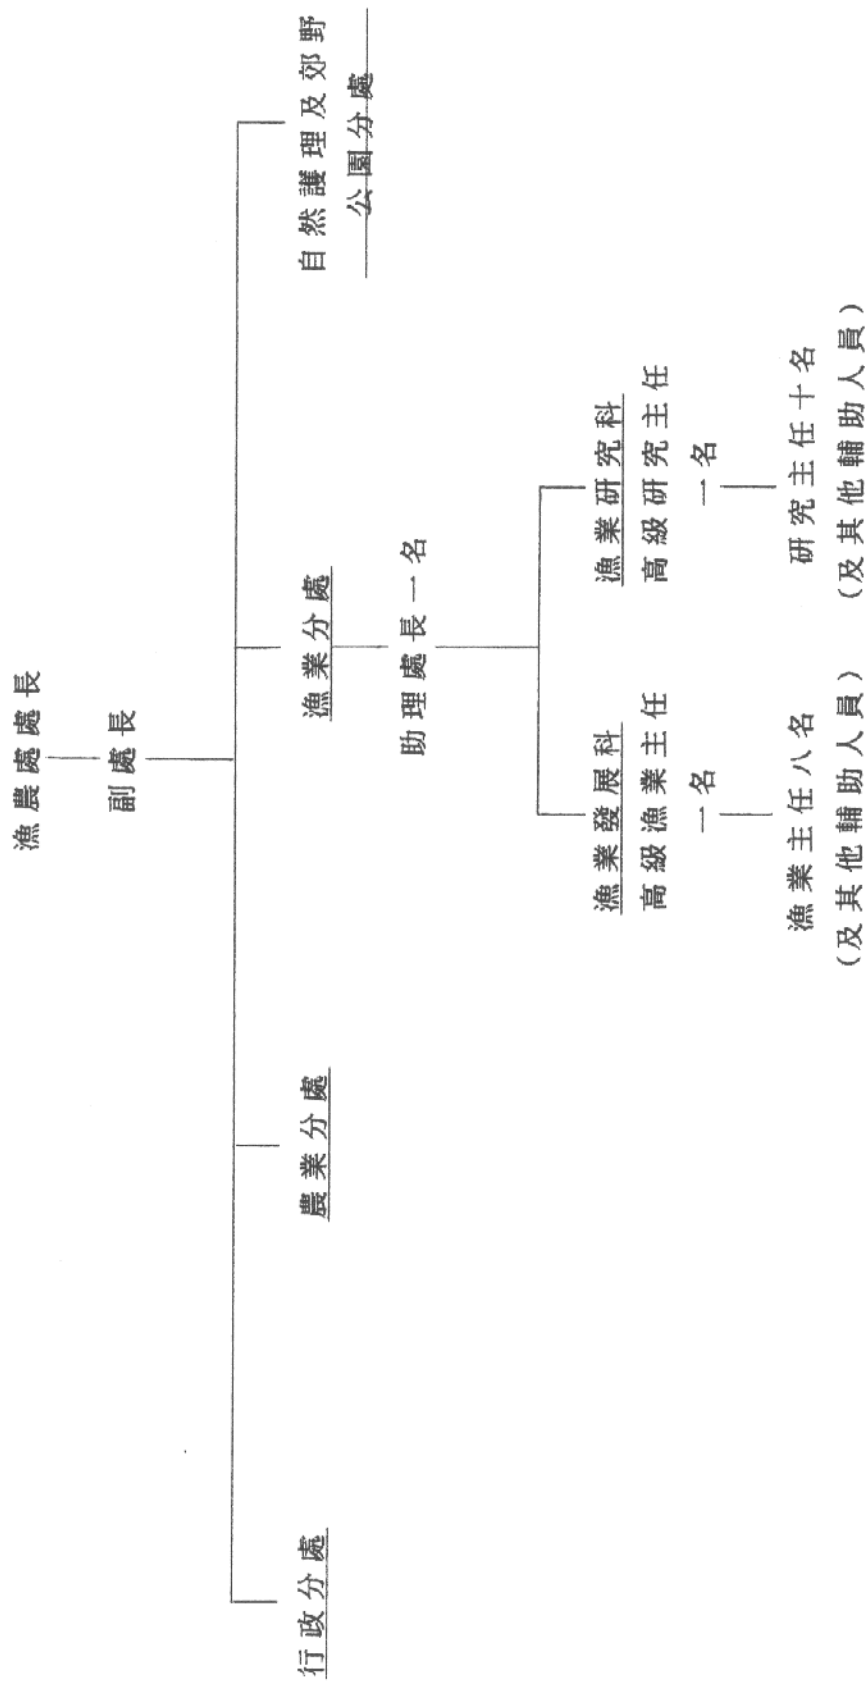 漁農處處長
副處長
行政分處
農業分處
漁業分處
自然護理及郊野
公園分處
助理處長一名
漁業發展科
高級漁業主任
一名
漁業研究科
高級研究主任
一名
漁業主任八名
(及其他輔助人員)
研究主任十名
(及其他輔助人員)